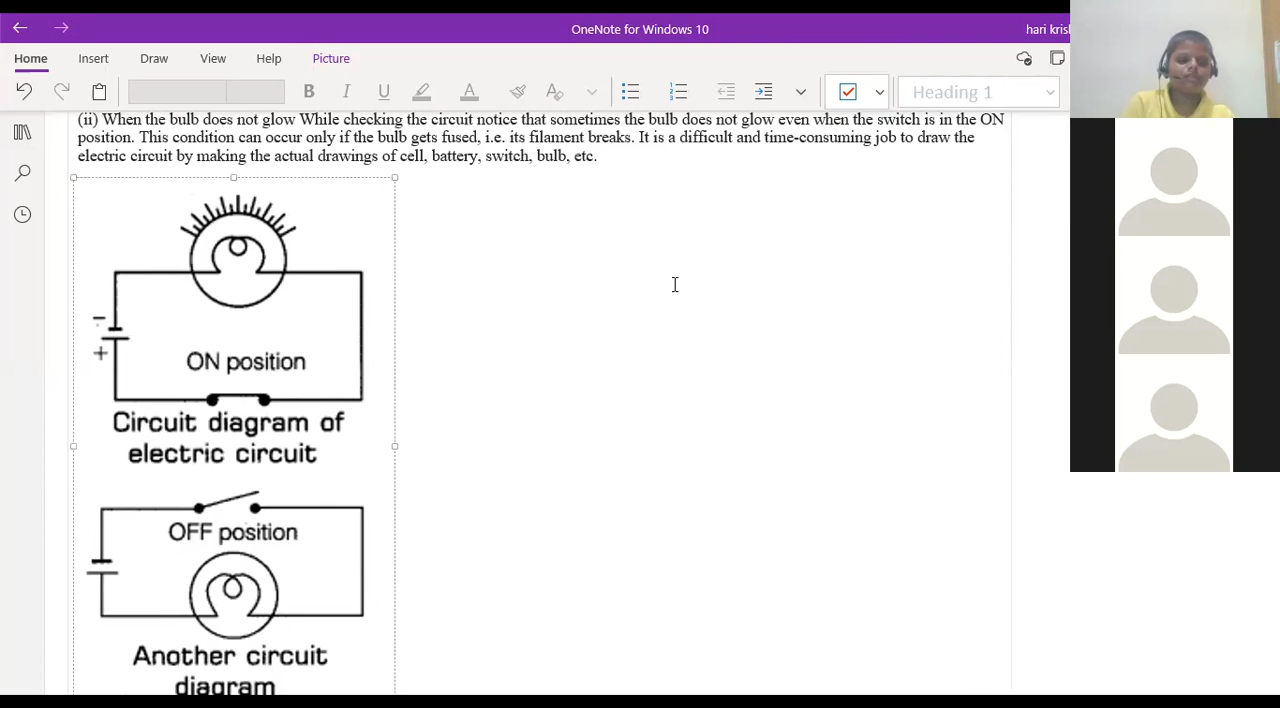 OneNote for Windows 10
hari krish
Home Insert Draw View Help Picture
B I U A Heading 1
(ii) When the bulb does not glow While checking the circuit notice that sometimes the bulb does not glow even when the switch is in the ON
position. This condition can occur only if the bulb gets fused, i.e. its filament breaks. It is a difficult and time-consuming job to draw the
electric circuit by making the actual drawings of cell, battery, switch, bulb, etc.
−
+
ON position
Circuit diagram of
electric circuit
OFF position
Another circuit
diagram